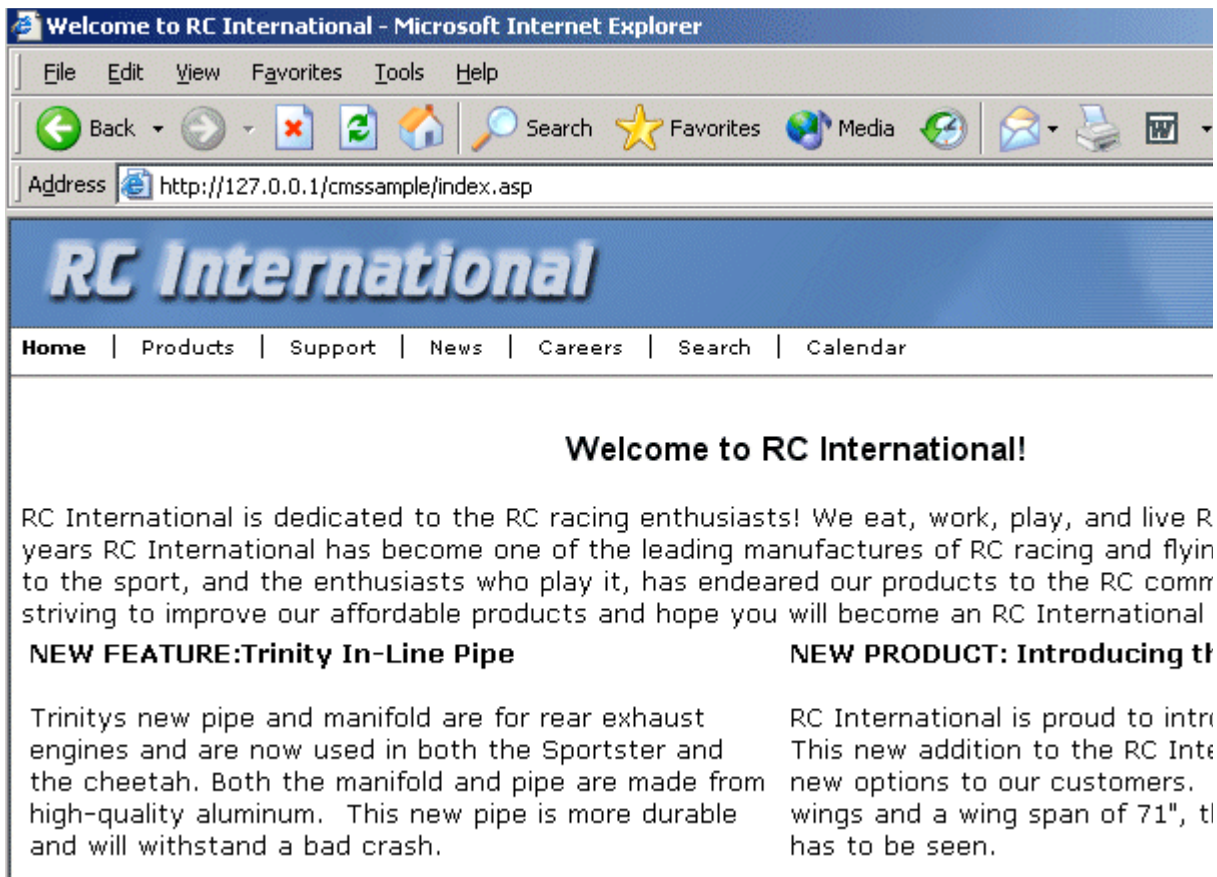 Welcome to RC International - Microsoft Internet Explorer
File Edit View Favorites Tools Help
Back Search Favorites Media
Address http://127.0.0.1/cmssample/index.asp
RC International
Home | Products | Support | News | Careers | Search | Calendar
Welcome to RC International!
RC International is dedicated to the RC racing enthusiasts! We eat, work, play, and live R
years RC International has become one of the leading manufactures of RC racing and flyin
to the sport, and the enthusiasts who play it, has endeared our products to the RC comm
striving to improve our affordable products and hope you will become an RC International
NEW FEATURE:Trinity In-Line Pipe
Trinitys new pipe and manifold are for rear exhaust
engines and are now used in both the Sportster and
the cheetah. Both the manifold and pipe are made from
high-quality aluminum. This new pipe is more durable
and will withstand a bad crash.
NEW PRODUCT: Introducing th
RC International is proud to intro
This new addition to the RC Inte
new options to our customers.
wings and a wing span of 71", th
has to be seen.